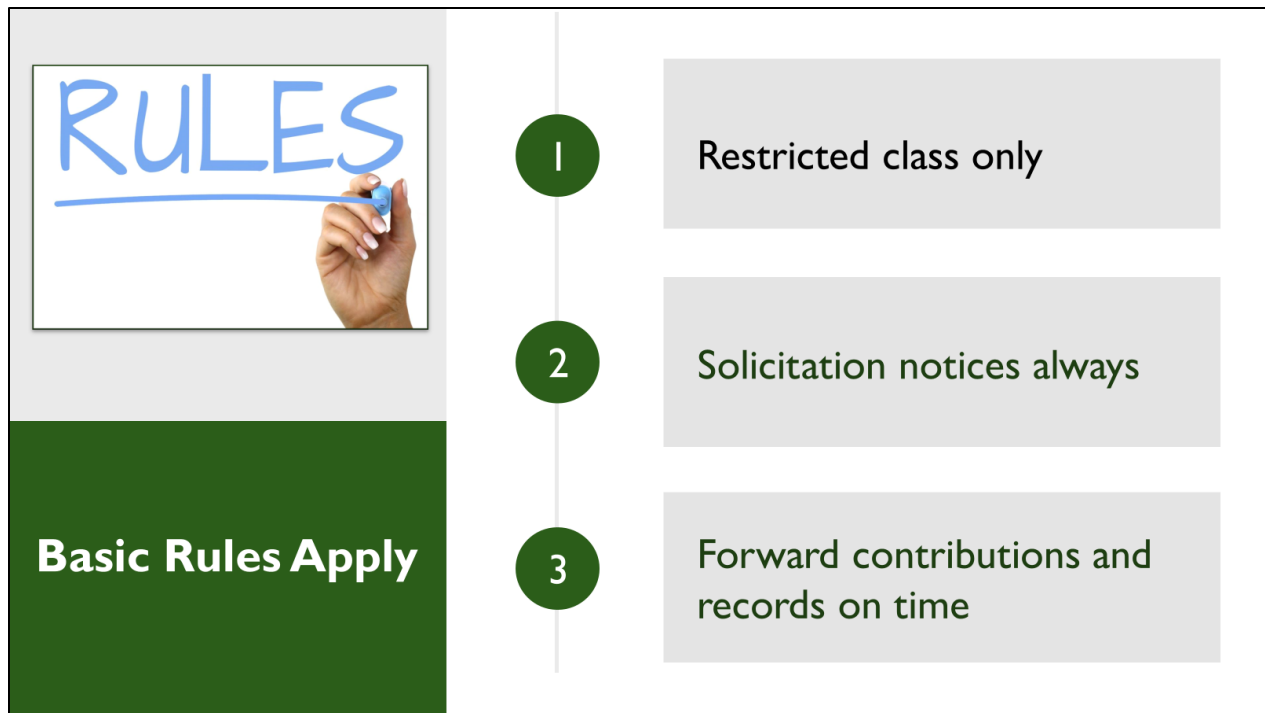 RULES
Basic Rules Apply
1
Restricted class only
2
Solicitation notices always
3
Forward contributions and
records on time